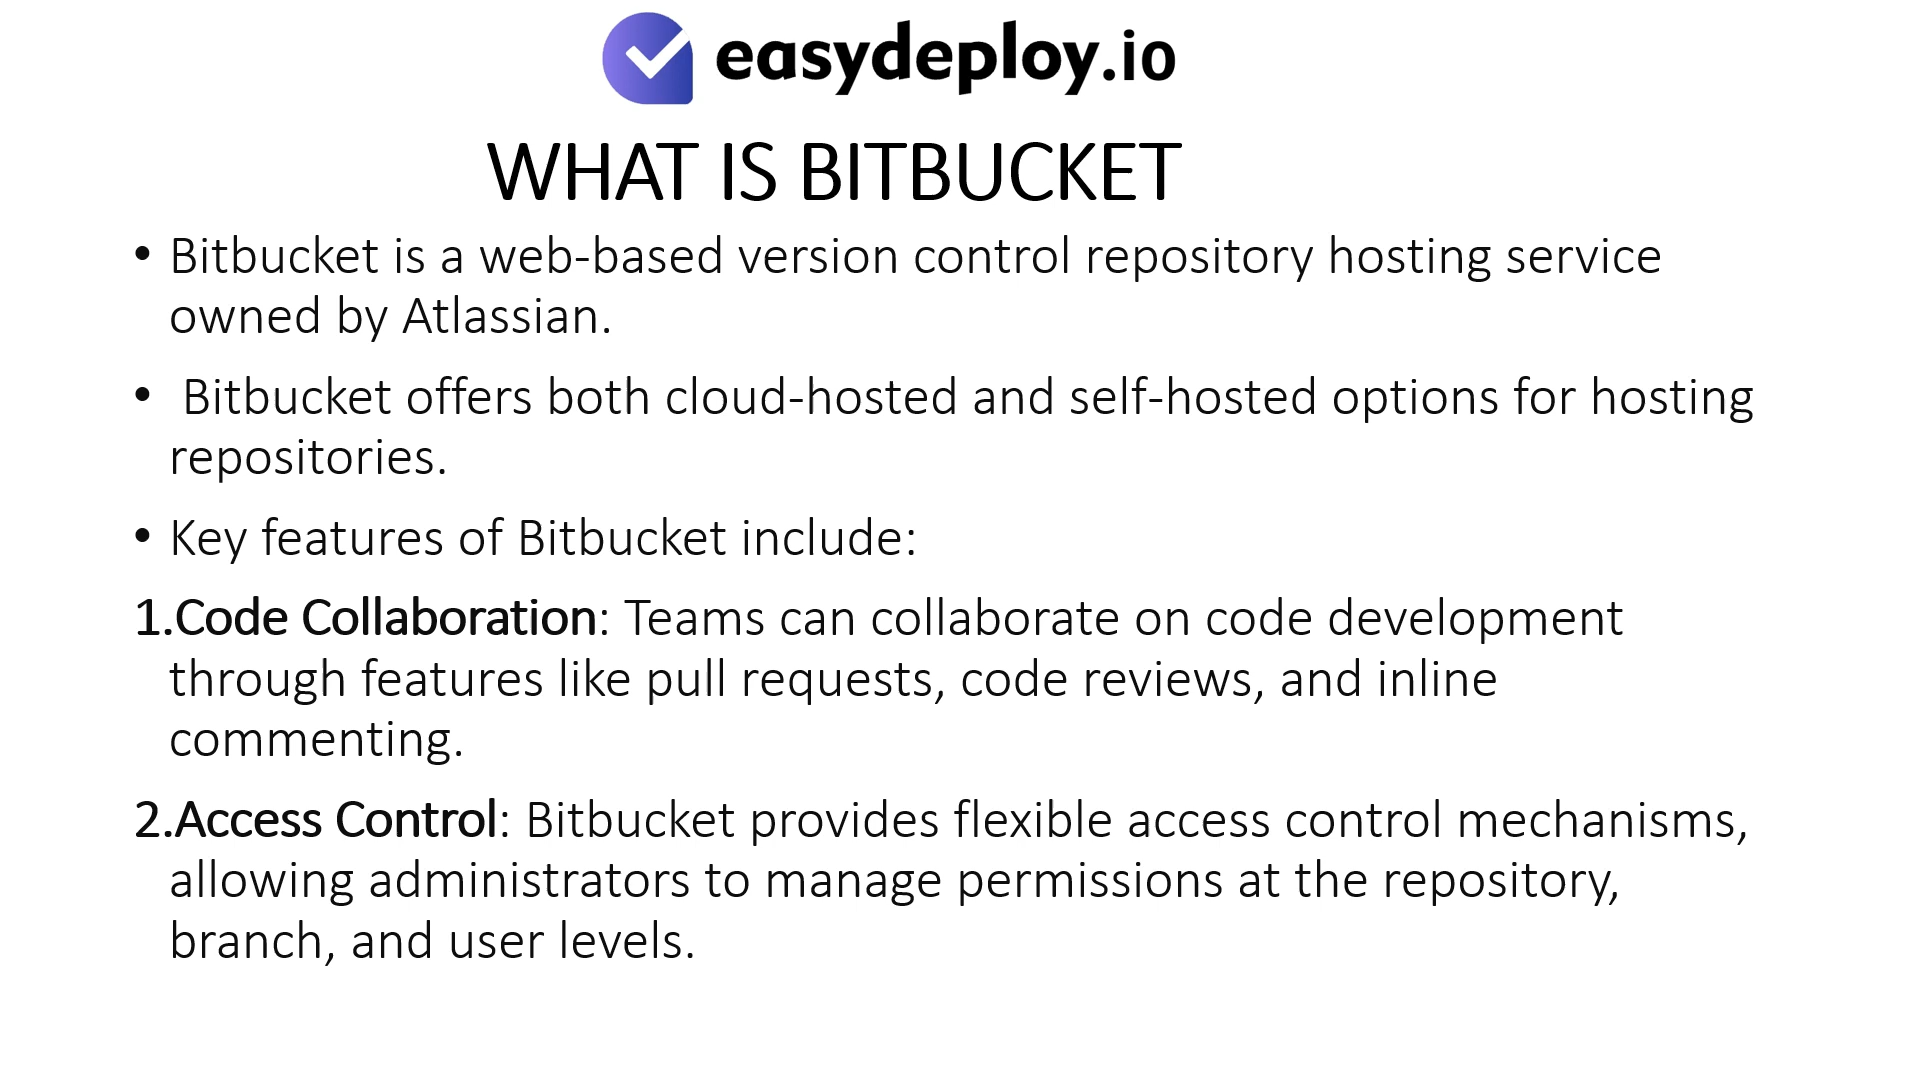 easydeploy.io
WHAT IS BITBUCKET
• Bitbucket is a web-based version control repository hosting service
owned by Atlassian.
• Bitbucket offers both cloud-hosted and self-hosted options for hosting
repositories.
• Key features of Bitbucket include:
1.Code Collaboration: Teams can collaborate on code development
through features like pull requests, code reviews, and inline
commenting.
2.Access Control: Bitbucket provides flexible access control mechanisms,
allowing administrators to manage permissions at the repository,
branch, and user levels.